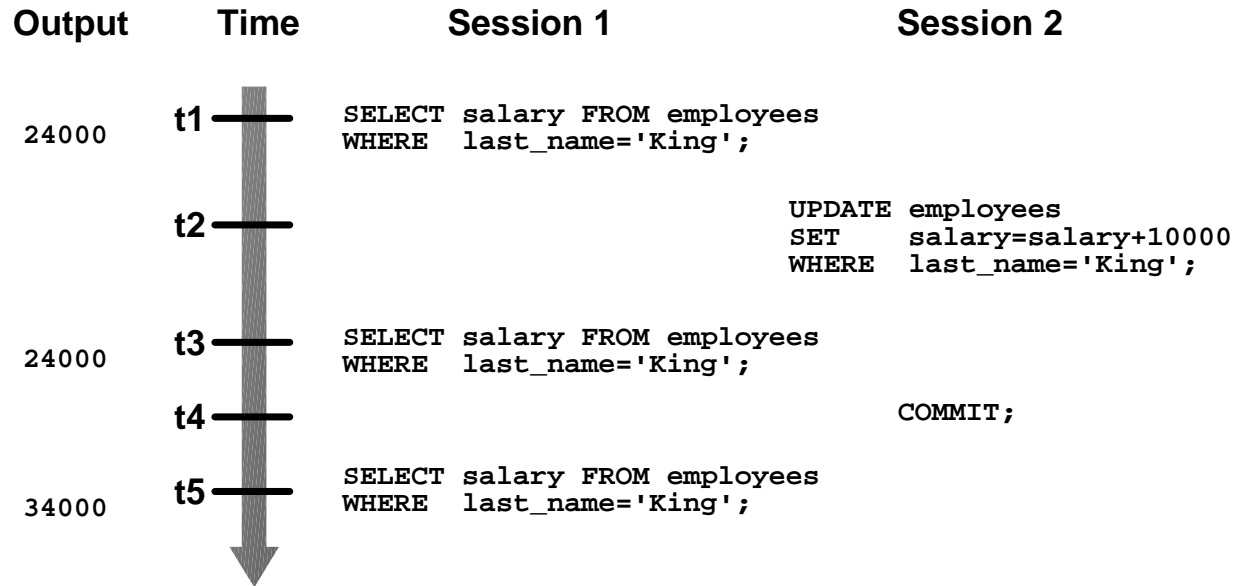 Output Time Session 1 Session 2
24000 t1 SELECT salary FROM employees
WHERE last_name='King';
t2 UPDATE employees
SET salary=salary+10000
WHERE last_name='King';
24000 t3 SELECT salary FROM employees
WHERE last_name='King';
t4 COMMIT;
34000 t5 SELECT salary FROM employees
WHERE last_name='King';